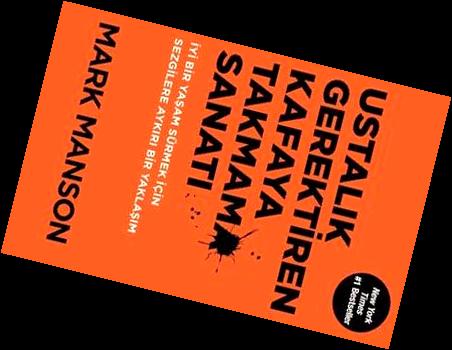 USTALIK
GEREKTİREN
KAFAYA
TAKMAMA
SANATI
İYİ BİR YAŞAM SÜRMEK İÇİN
SEZGİLERE AYKIRI BİR YAKLAŞIM
MARK MANSON
New York
Times
#1 Bestseller